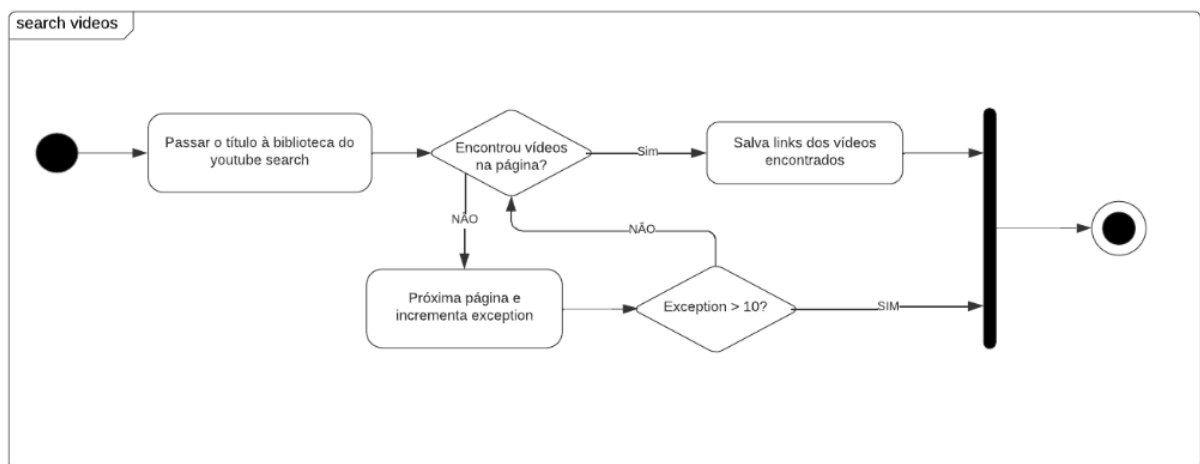 search videos
Passar o título à biblioteca do
youtube search
Encontrou vídeos
na página?
Sim
Salva links dos vídeos
encontrados
NÃO
NÃO
Próxima página e
incrementa exception
Exception > 10?
SIM